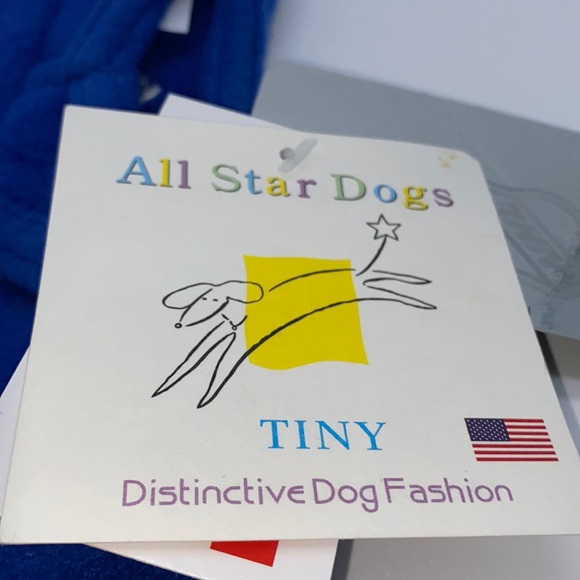 All Star Dogs
TINY
Distinctive Dog Fashion